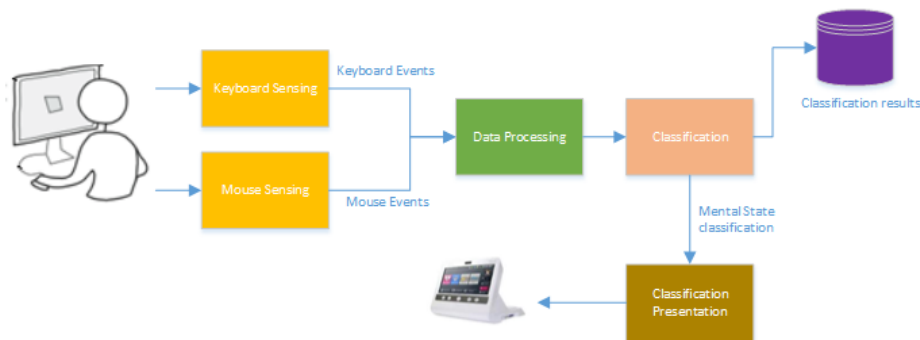 Keyboard Sensing
Keyboard Events
Mouse Sensing
Mouse Events
Data Processing
Classification
Classification results
Mental State
classification
Classification
Presentation